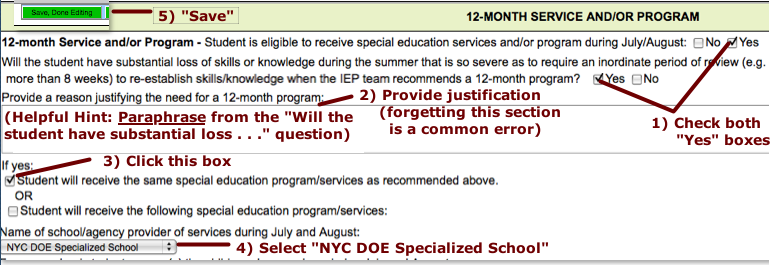 Save, Done Editing
5) "Save"
12-MONTH SERVICE AND/OR PROGRAM
12-month Service and/or Program - Student is eligible to receive special education services and/or program during July/August: No Yes
Will the student have substantial loss of skills or knowledge during the summer that is so severe as to require an inordinate period of review (e.g.
more than 8 weeks) to re-establish skills/knowledge when the IEP team recommends a 12-month program? Yes No
Provide a reason justifying the need for a 12-month program:
2) Provide justification
(forgetting this section
is a common error)
(Helpful Hint: Paraphrase from the "Will the
student have substantial loss . . ." question)
1) Check both
"Yes" boxes
If yes:
3) Click this box
Student will receive the same special education program/services as recommended above.
OR
Student will receive the following special education program/services:
Name of school/agency provider of services during July and August:
NYC DOE Specialized School
4) Select "NYC DOE Specialized School"